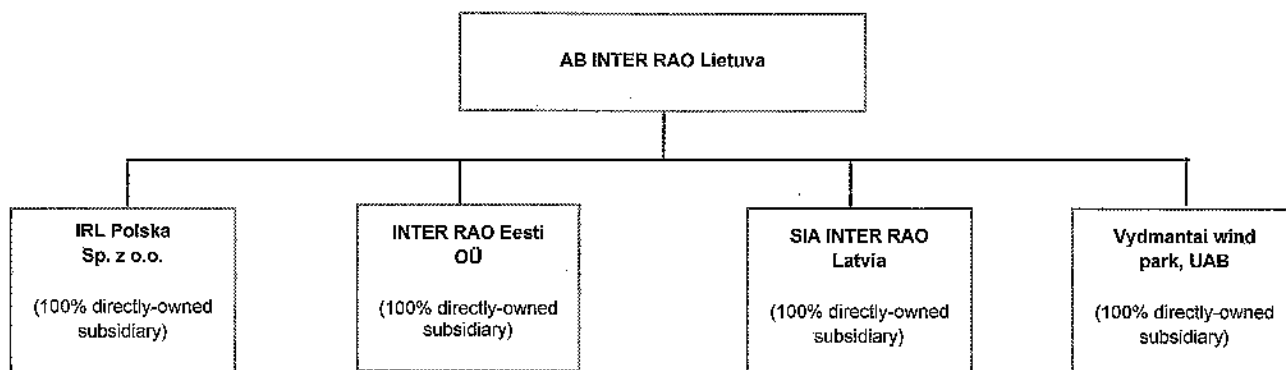 AB INTER RAO Lietuva
IRL Polska
Sp. z o.o.
(100% directly-owned
subsidiary)
INTER RAO Eesti
OÜ
(100% directly-owned
subsidiary)
SIA INTER RAO
Latvia
(100% directly-owned
subsidiary)
Vydmantai wind
park, UAB
(100% directly-owned
subsidiary)